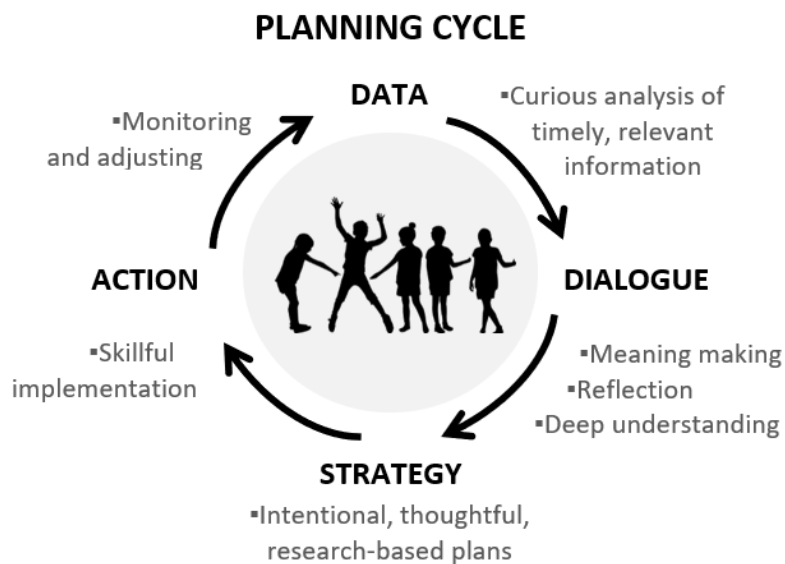 PLANNING CYCLE
DATA
▪Curious analysis of
timely, relevant
information
DIALOGUE
▪Meaning making
▪Reflection
▪Deep understanding
STRATEGY
▪Intentional, thoughtful,
research-based plans
ACTION
▪Skillful
implementation
▪Monitoring
and adjusting